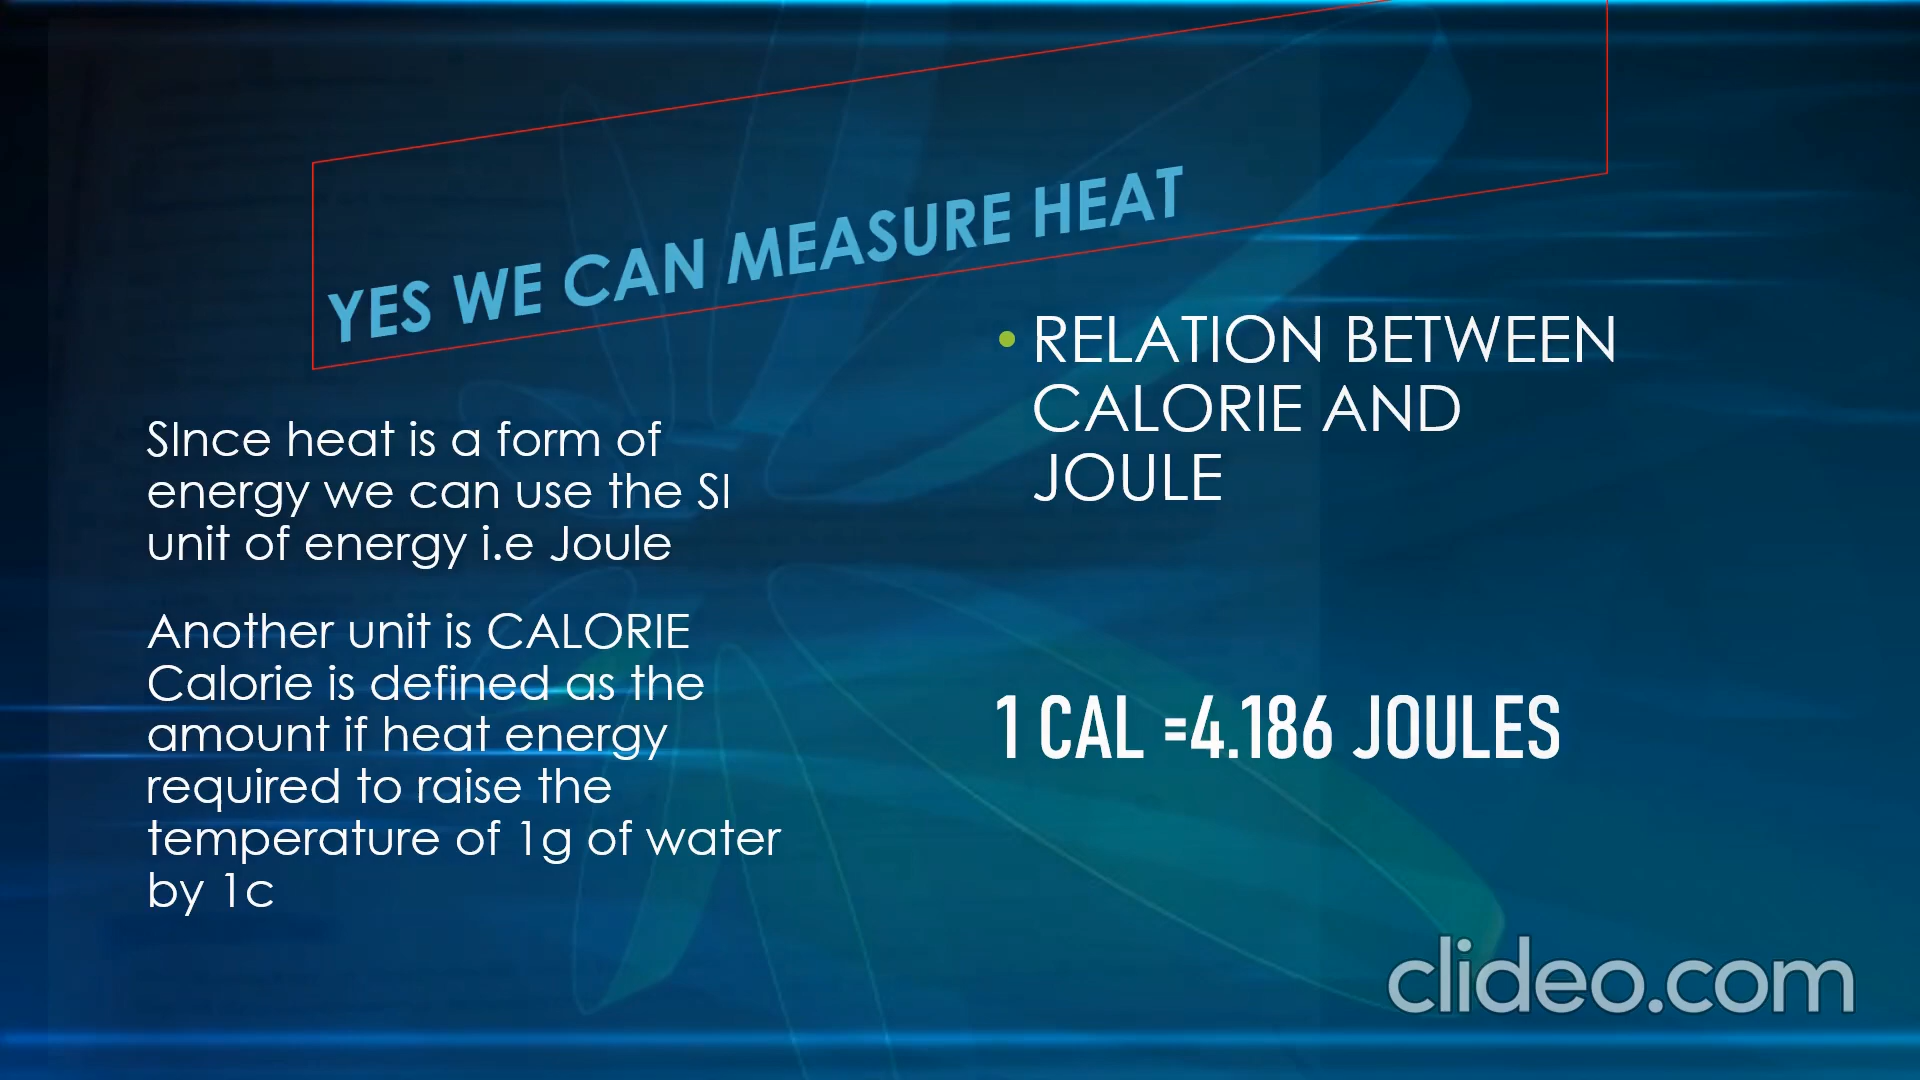 YES WE CAN MEASURE HEAT
SInce heat is a form of
energy we can use the SI
unit of energy i.e Joule
Another unit is CALORIE
Calorie is defined as the
amount if heat energy
required to raise the
temperature of 1g of water
by 1c
• RELATION BETWEEN
CALORIE AND
JOULE
1 CAL =4.186 JOULES
clideo.com